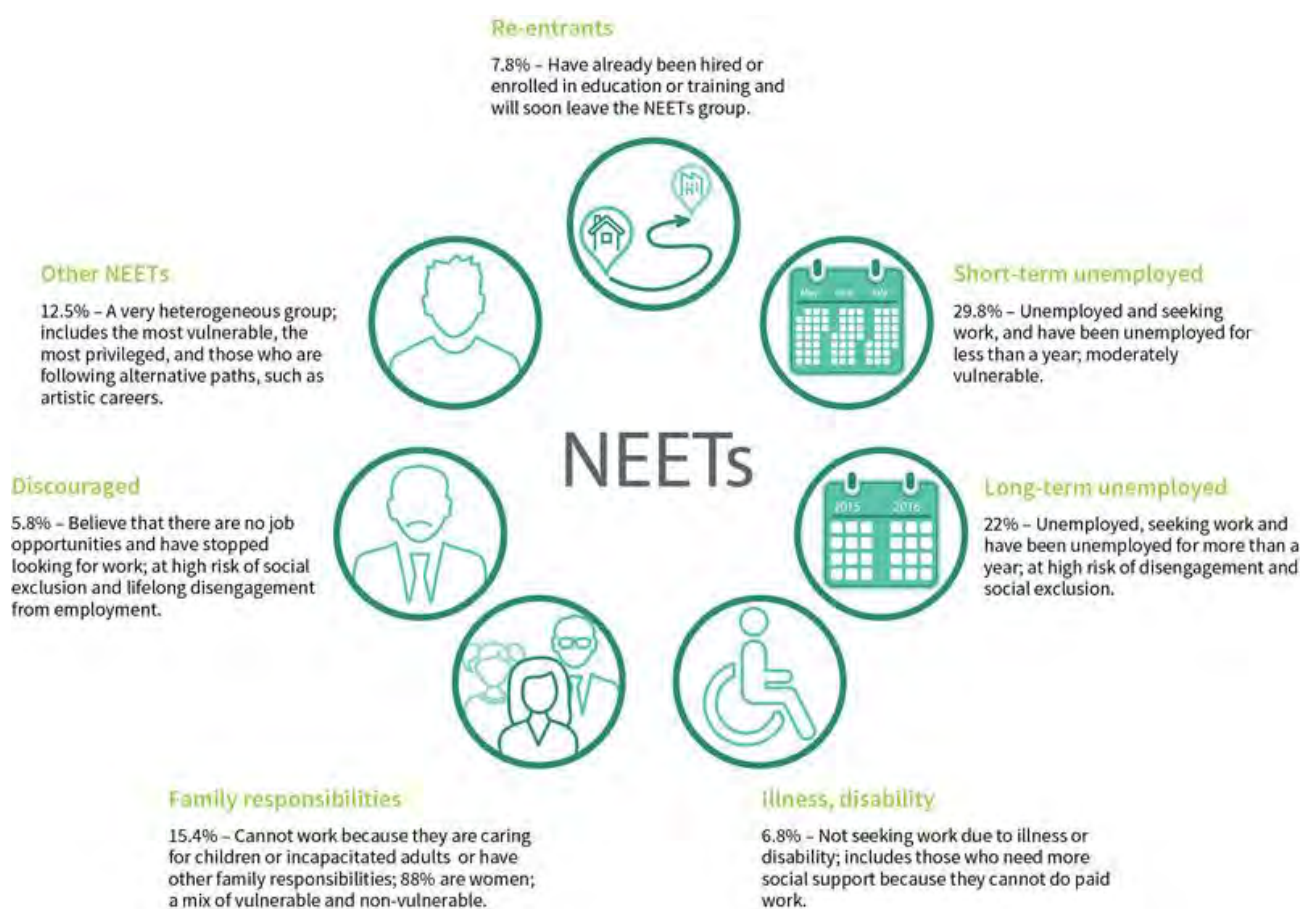 Re-entrants
7.8% – Have already been hired or
enrolled in education or training and
will soon leave the NEETs group.
Other NEETs
12.5% – A very heterogeneous group;
includes the most vulnerable, the
most privileged, and those who are
following alternative paths, such as
artistic careers.
Short-term unemployed
29.8% – Unemployed and seeking
work, and have been unemployed for
less than a year; moderately
vulnerable.
NEETs
Discouraged
5.8% – Believe that there are no job
opportunities and have stopped
looking for work; at high risk of social
exclusion and lifelong disengagement
from employment.
2015 2016
Long-term unemployed
22% – Unemployed, seeking work and
have been unemployed for more than a
year; at high risk of disengagement and
social exclusion.
Family responsibilities
15.4% – Cannot work because they are caring
for children or incapacitated adults or have
other family responsibilities; 88% are women;
a mix of vulnerable and non-vulnerable.
Illness, disability
6.8% – Not seeking work due to illness or
disability; includes those who need more
social support because they cannot do paid
work.